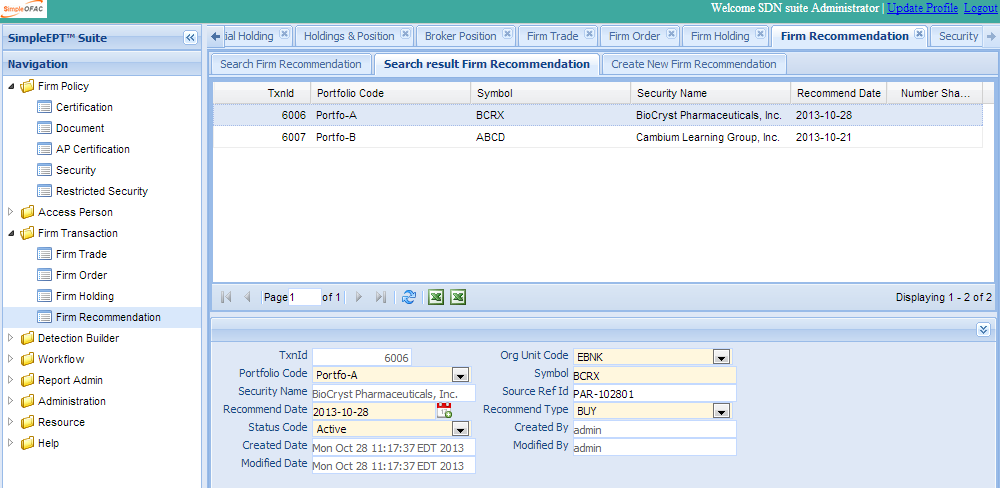 SimpleOFAC
Welcome SDN suite Administrator | Update Profile Logout
SimpleEPT™ Suite
Navigation
Firm Policy
Certification
Document
AP Certification
Security
Restricted Security
Access Person
Firm Transaction
Firm Trade
Firm Order
Firm Holding
Firm Recommendation
Detection Builder
Workflow
Report Admin
Administration
Resource
Help
ial Holding Holdings & Position Broker Position Firm Trade Firm Order Firm Holding Firm Recommendation Security
Search Firm Recommendation Search result Firm Recommendation Create New Firm Recommendation
TxnId Portfolio Code Symbol Security Name Recommend Date Number Sha...
6006 Portfo-A BCRX BioCryst Pharmaceuticals, Inc. 2013-10-28
6007 Portfo-B ABCD Cambium Learning Group, Inc. 2013-10-21
Page 1 of 1 Displaying 1 - 2 of 2
TxnId 6006 Org Unit Code EBNK
Portfolio Code Portfo-A Symbol BCRX
Security Name BioCryst Pharmaceuticals, Inc. Source Ref Id PAR-102801
Recommend Date 2013-10-28 Recommend Type BUY
Status Code Active Created By admin
Created Date Mon Oct 28 11:17:37 EDT 2013 Modified By admin
Modified Date Mon Oct 28 11:17:37 EDT 2013